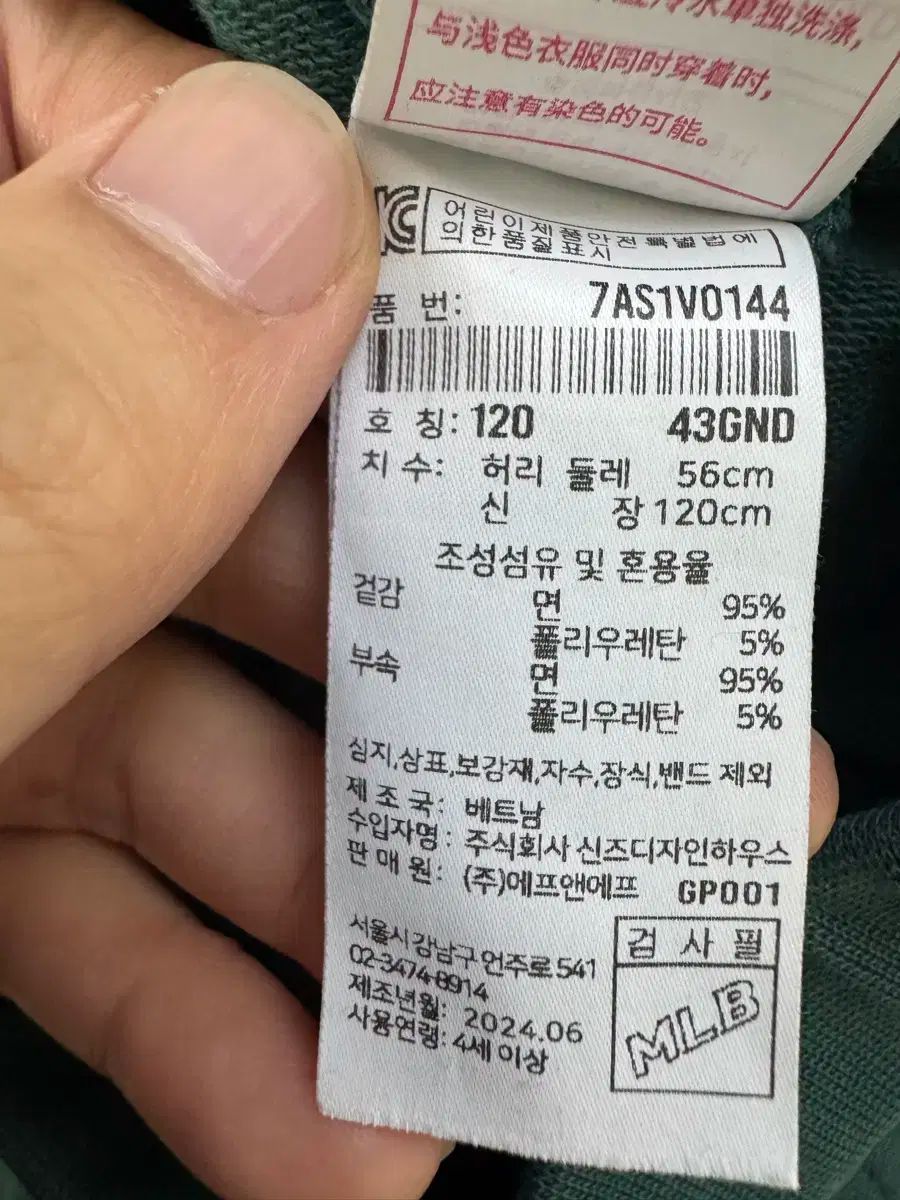 水单独洗涤,
与浅色衣服同时穿着时,
应注意有染色的可能。
어린이제품안전특별법에
의한품질표시
품 번: 7AS1V0144
호 칭: 120 43GND
치 수: 허리 둘레 56cm
신 장 120cm
조성섬유 및 혼용율
겉감 면 95%
폴리우레탄 5%
부속 면 95%
폴리우레탄 5%
심지,상표,보강재,자수,장식,밴드 제외
제 조 국: 베트남
수입자명: 주식회사 신즈디자인하우스
판 매 원: (주)에프앤에프 GP001
서울시 강남구 언주로 541
02-3474-8914
제조년월: 2024.06
사용연령: 4세 이상
검 사 필
MLB